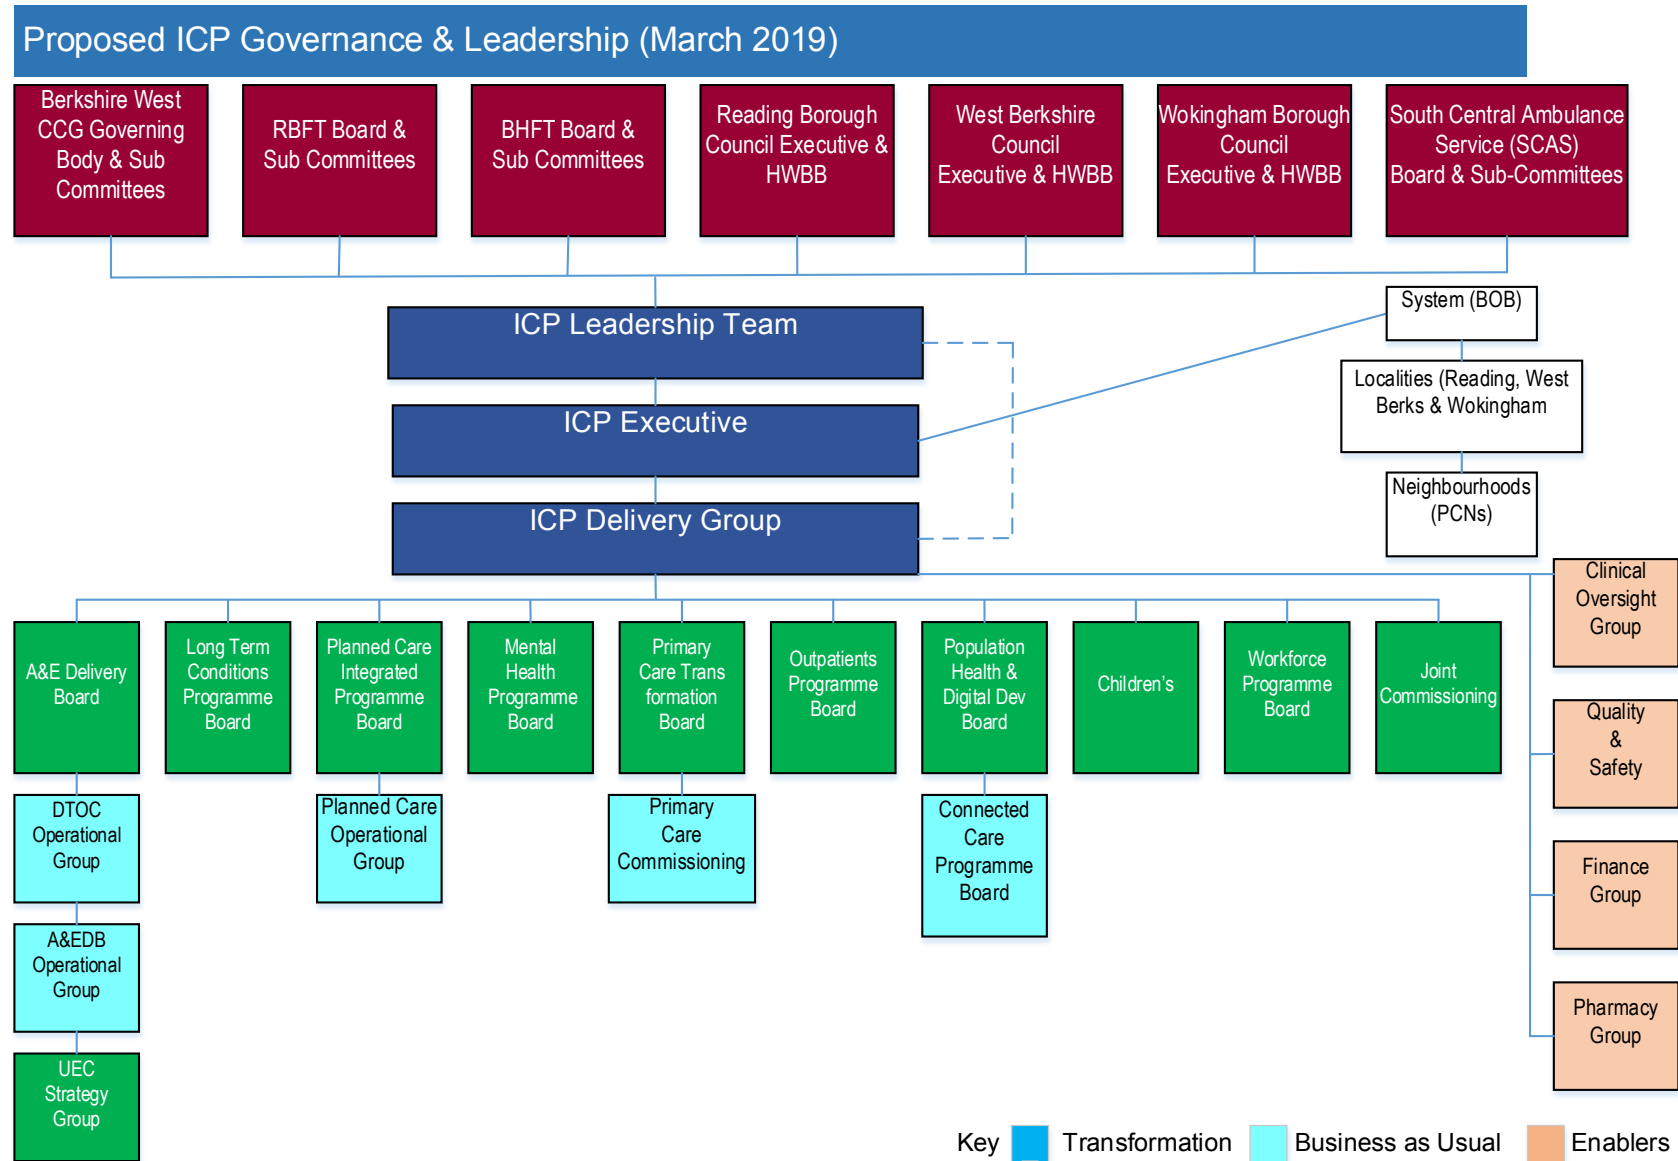 Proposed ICP Governance & Leadership (March 2019)
Berkshire West
CCG Governing
Body & Sub
Committees
RBFT Board &
Sub Committees
BHFT Board &
Sub Committees
Reading Borough
Council Executive &
HWBB
West Berkshire
Council
Executive & HWBB
Wokingham Borough
Council
Executive & HWBB
South Central Ambulance
Service (SCAS)
Board & Sub-Committees
ICP Leadership Team
System (BOB)
Localities (Reading, West
Berks & Wokingham
ICP Executive
Neighbourhoods
(PCNs)
ICP Delivery Group
Clinical
Oversight
Group
A&E Delivery
Board
Long Term
Conditions
Programme
Board
Planned Care
Integrated
Programme
Board
Mental
Health
Programme
Board
Primary
Care Trans
formation
Board
Outpatients
Programme
Board
Population
Health &
Digital Dev
Board
Children’s
Workforce
Programme
Board
Joint
Commissioning
Quality
&
Safety
DTOC
Operational
Group
Planned Care
Operational
Group
Primary
Care
Commissioning
Connected
Care
Programme
Board
Finance
Group
A&EDB
Operational
Group
Pharmacy
Group
UEC
Strategy
Group
Key Transformation Business as Usual Enablers